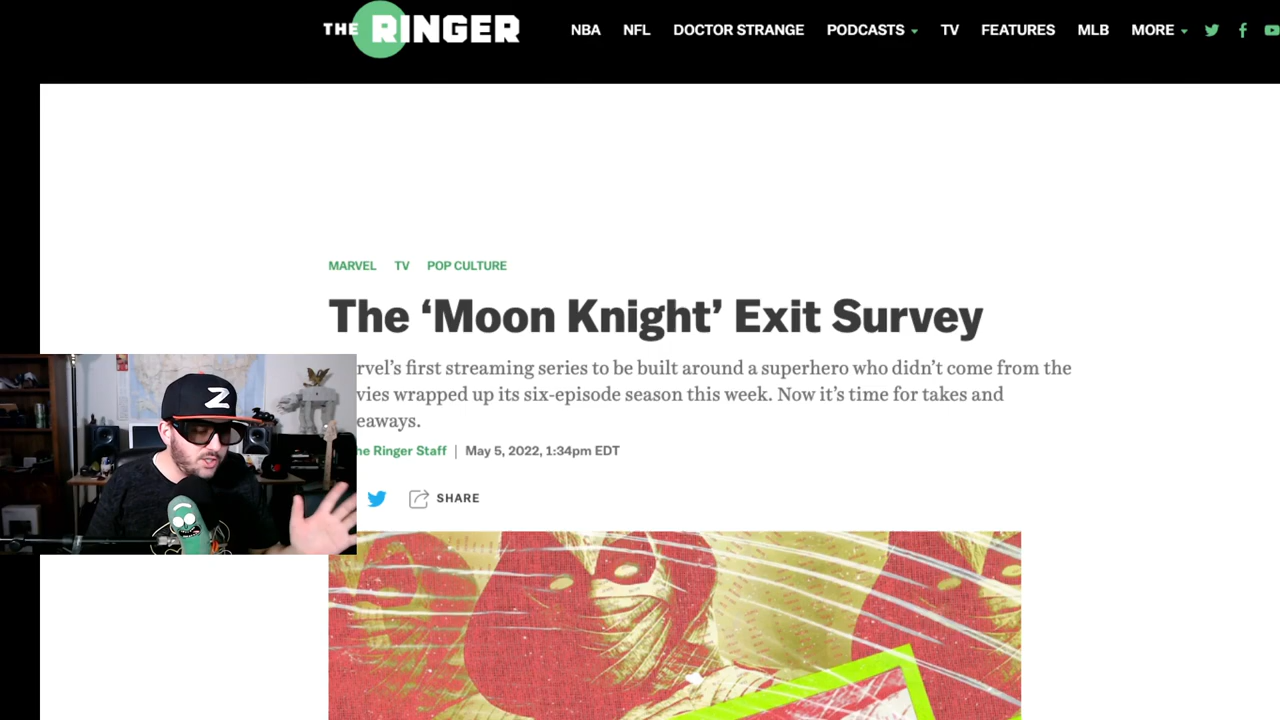 THE RINGER
NBA NFL DOCTOR STRANGE PODCASTS TV FEATURES MLB MORE
MARVEL TV POP CULTURE
The ‘Moon Knight’ Exit Survey
rvel’s first streaming series to be built around a superhero who didn’t come from the
vies wrapped up its six-episode season this week. Now it’s time for takes and
eaways.
he Ringer Staff | May 5, 2022, 1:34pm EDT
SHARE
Z